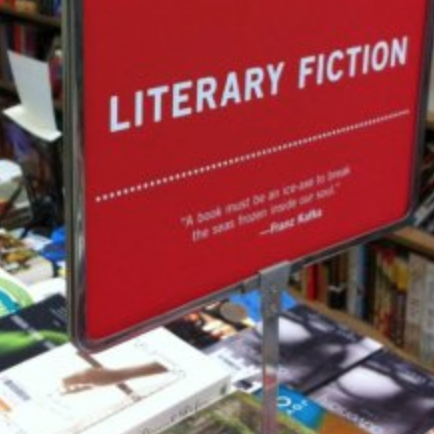 LITERARY FICTION
"A book must be an ice-axe to break
the seas frozen inside our soul."
—Franz Kafka